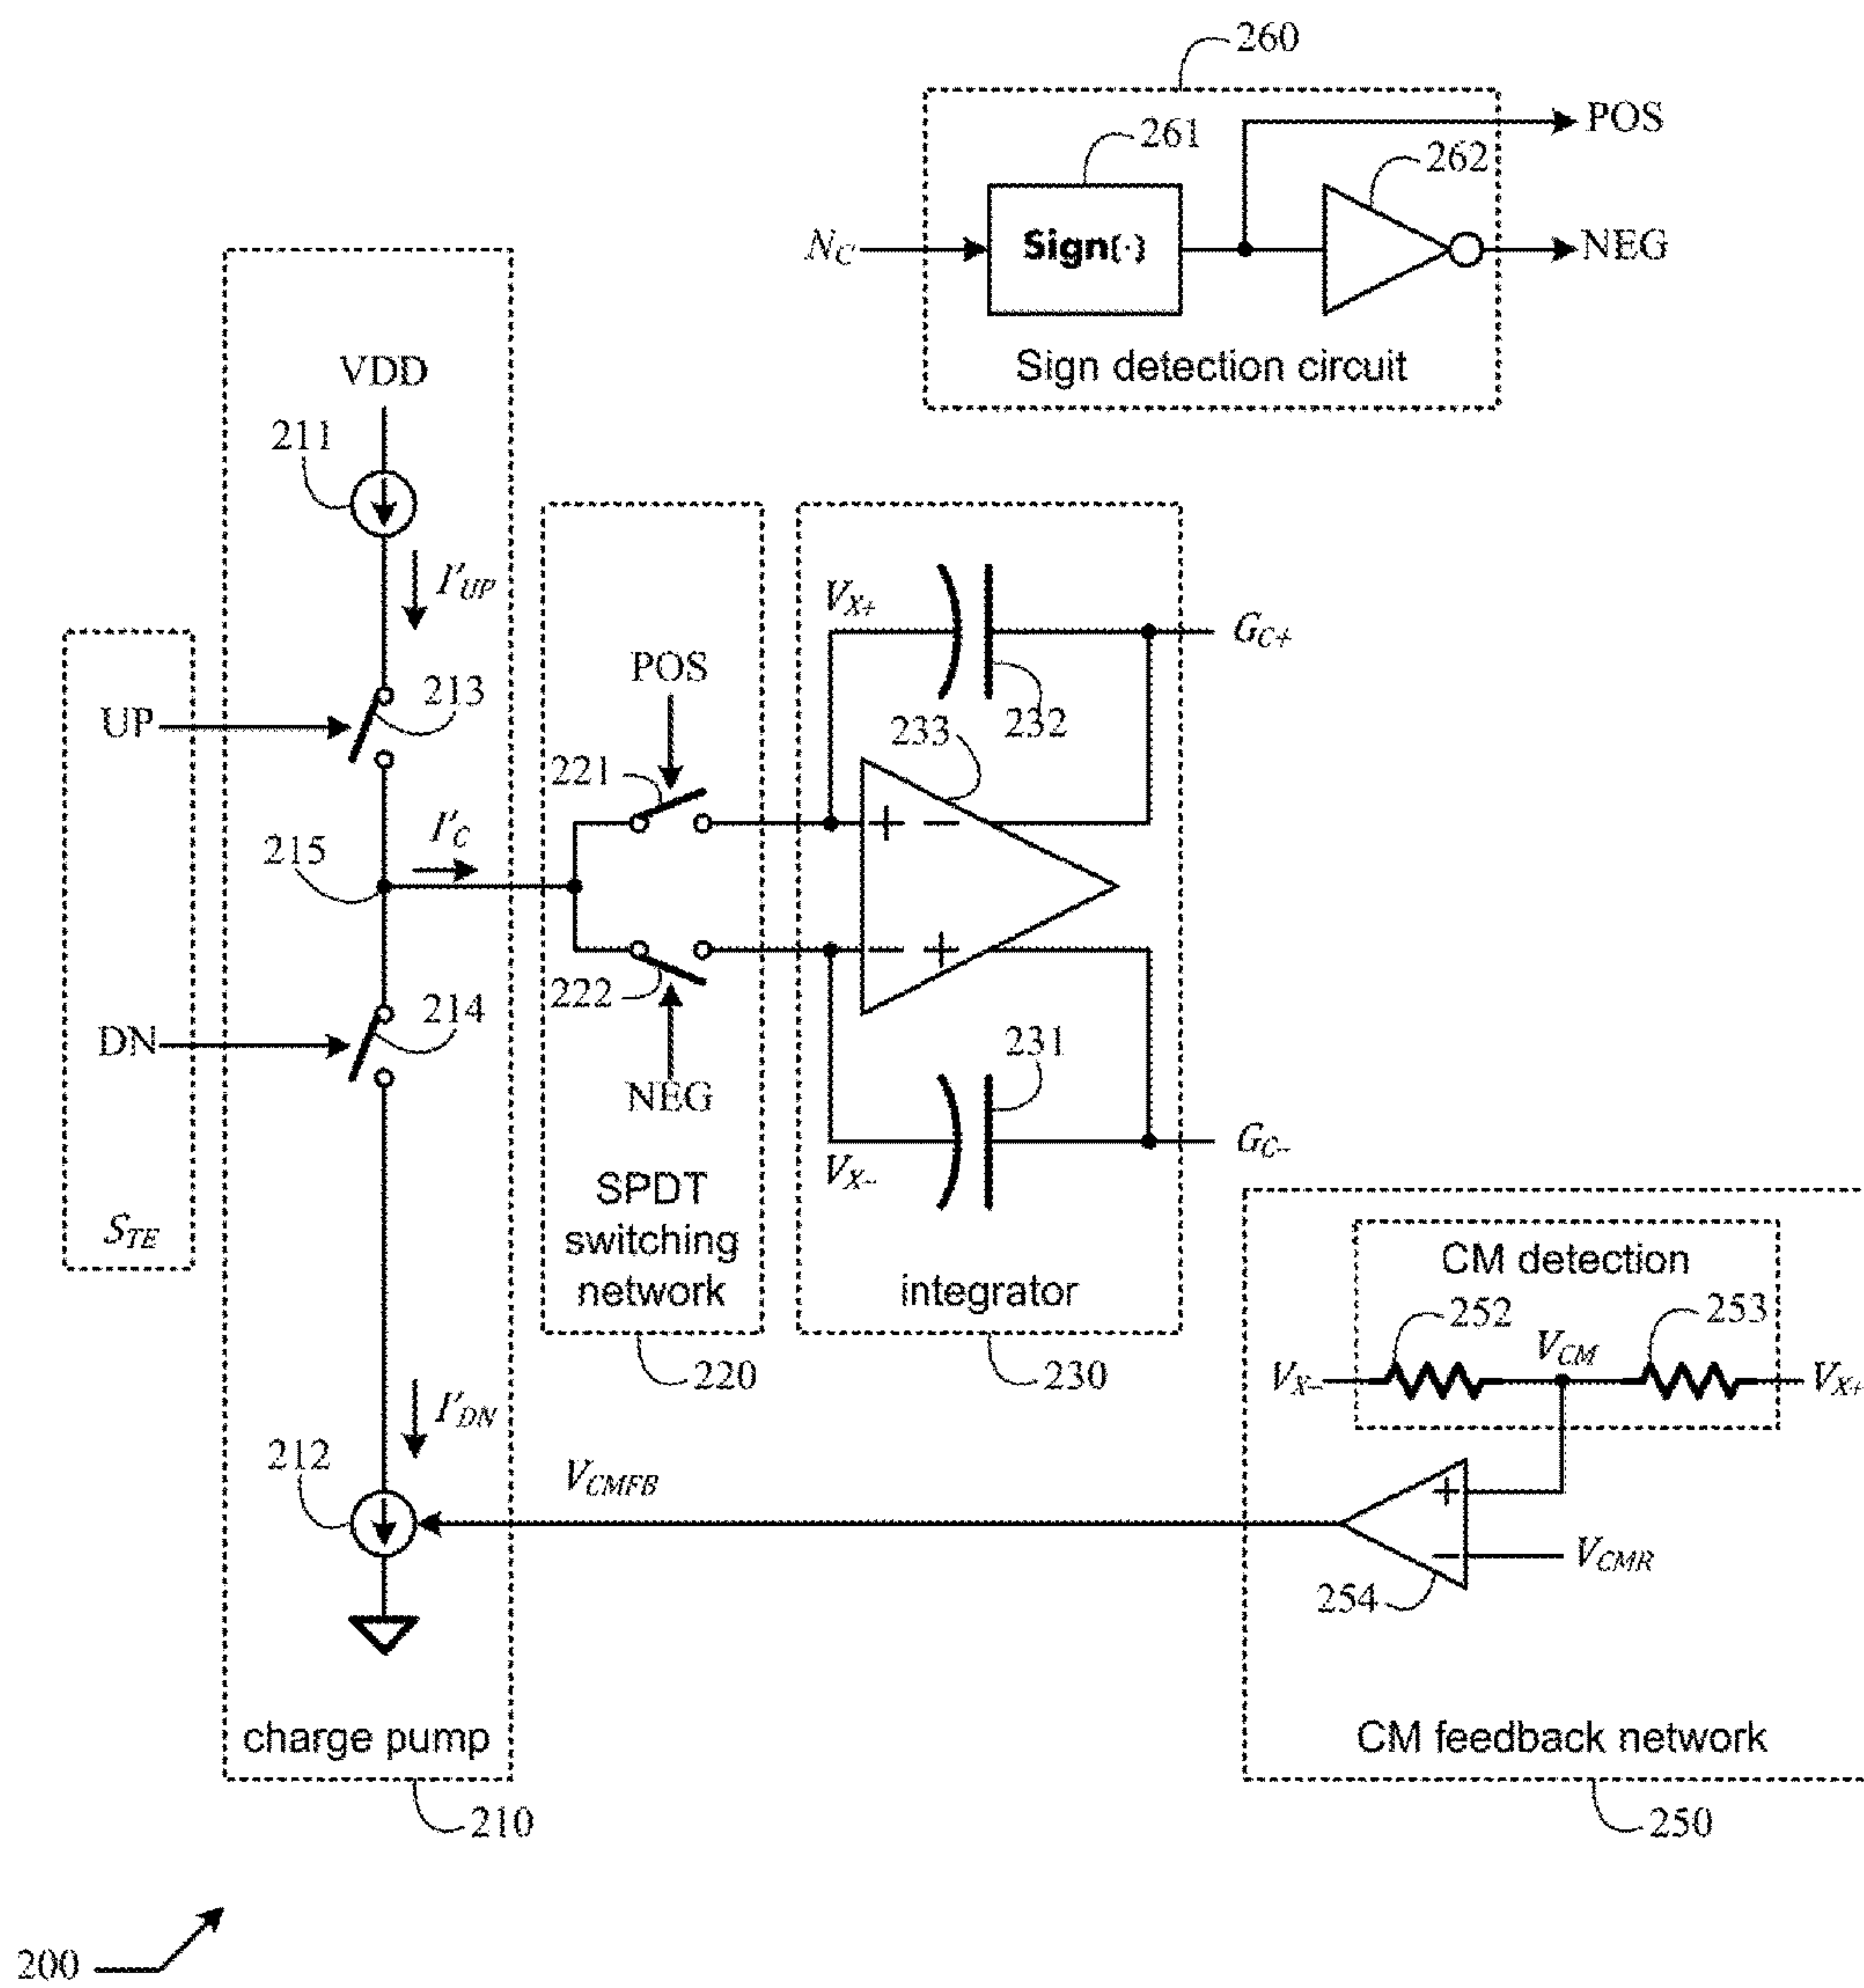 260
261
POS
262
N_C
Sign(·)
NEG
Sign detection circuit
VDD
211
I'_UP
V_X+
G_C+
UP
213
POS
232
233
221
215
I'_C
222
DN
214
NEG
231
V_X−
G_C−
S_TE
SPDT
switching
network
integrator
CM detection
252
V_CM
253
220
230
V_X−
V_X+
I'_DN
212
V_CMFB
V_CMR
254
charge pump
CM feedback network
210
250
200